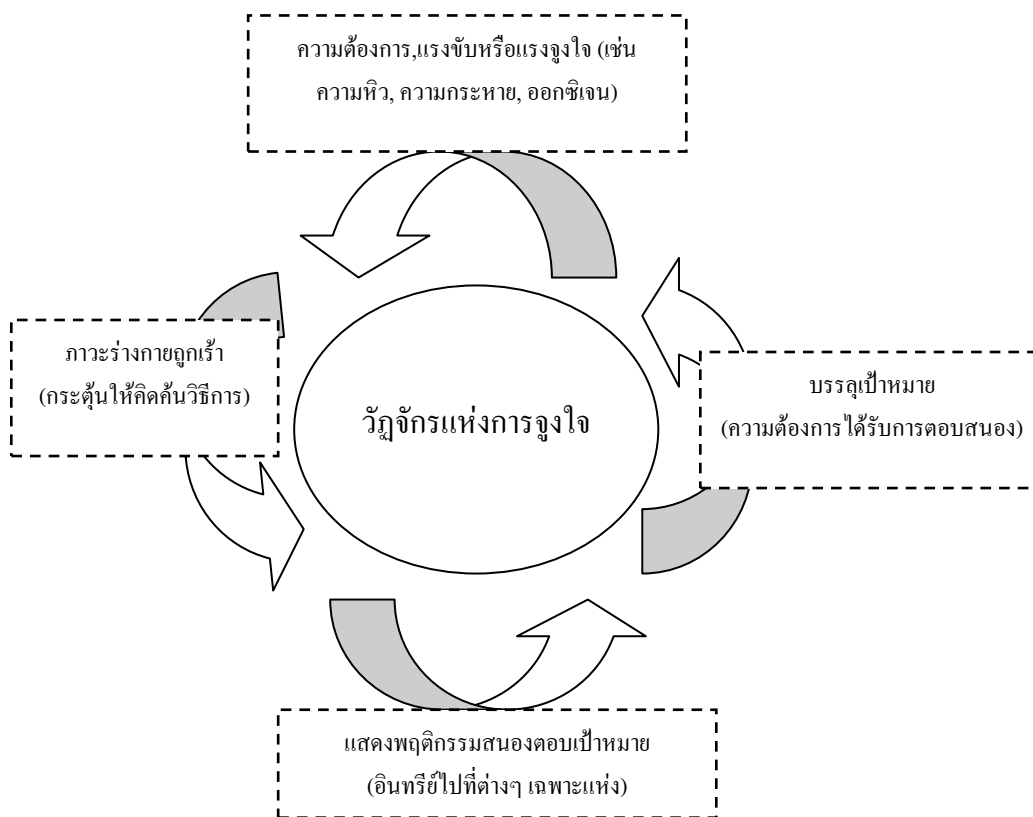 ความต้องการ,แรงขับหรือแรงจูงใจ (เช่น
ความหิว, ความกระหาย, ออกซิเจน)
ภาวะร่างกายถูกเร้า
(กระตุ้นให้คิดค้นวิธีการ)
วัฏจักรแห่งการจูงใจ
บรรลุเป้าหมาย
(ความต้องการได้รับการตอบสนอง)
แสดงพฤติกรรมสนองตอบเป้าหมาย
(อินทรีย์ไปที่ต่างๆ เฉพาะแห่ง)